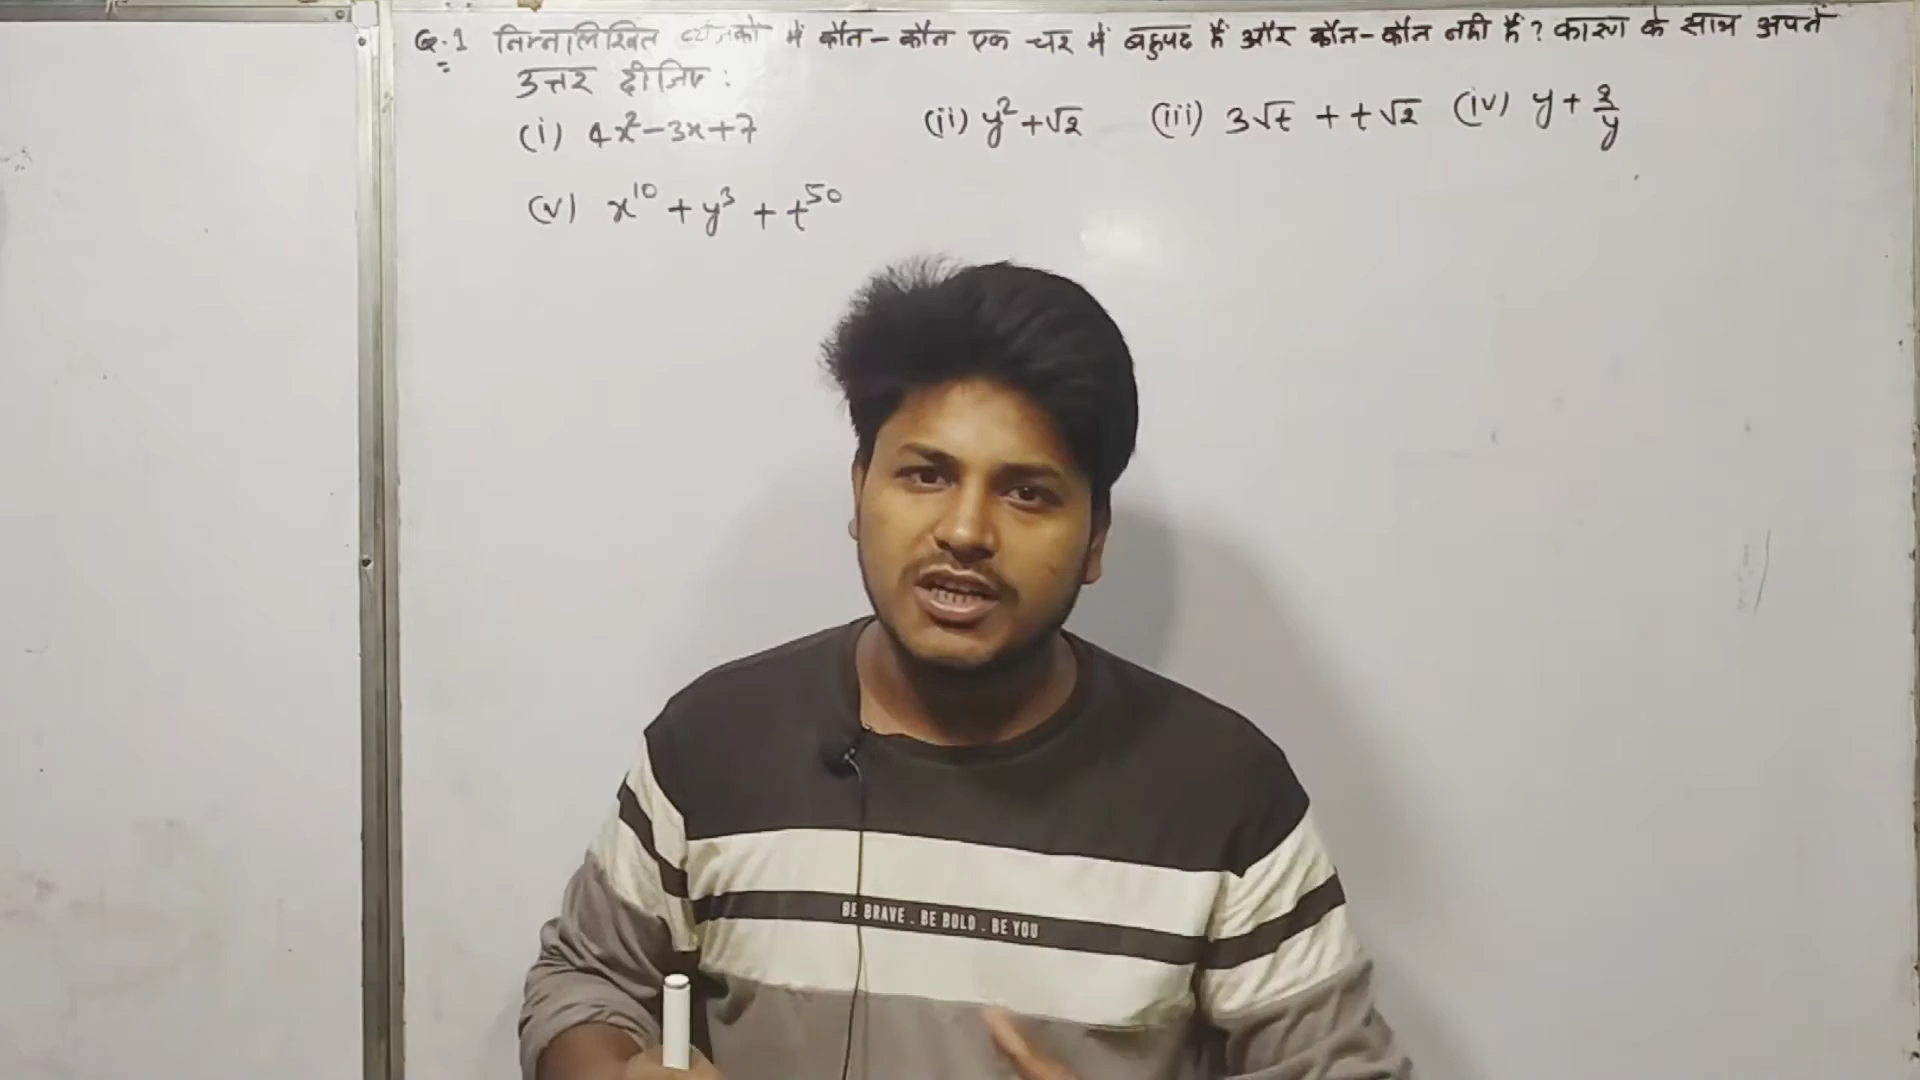 Q.1 निम्नलिखित व्यंजकों में कौन-कौन एक चर में बहुपद हैं और कौन-कौन नही हैं? कारण के साथ अपने
उत्तर दीजिए:
(i) 4x²-3x+7 (ii) y²+√2 (iii) 3√t + t√2 (iv) y+2/y
(v) x¹⁰ + y³ + t⁵⁰
BE BRAVE . BE BOLD . BE YOU